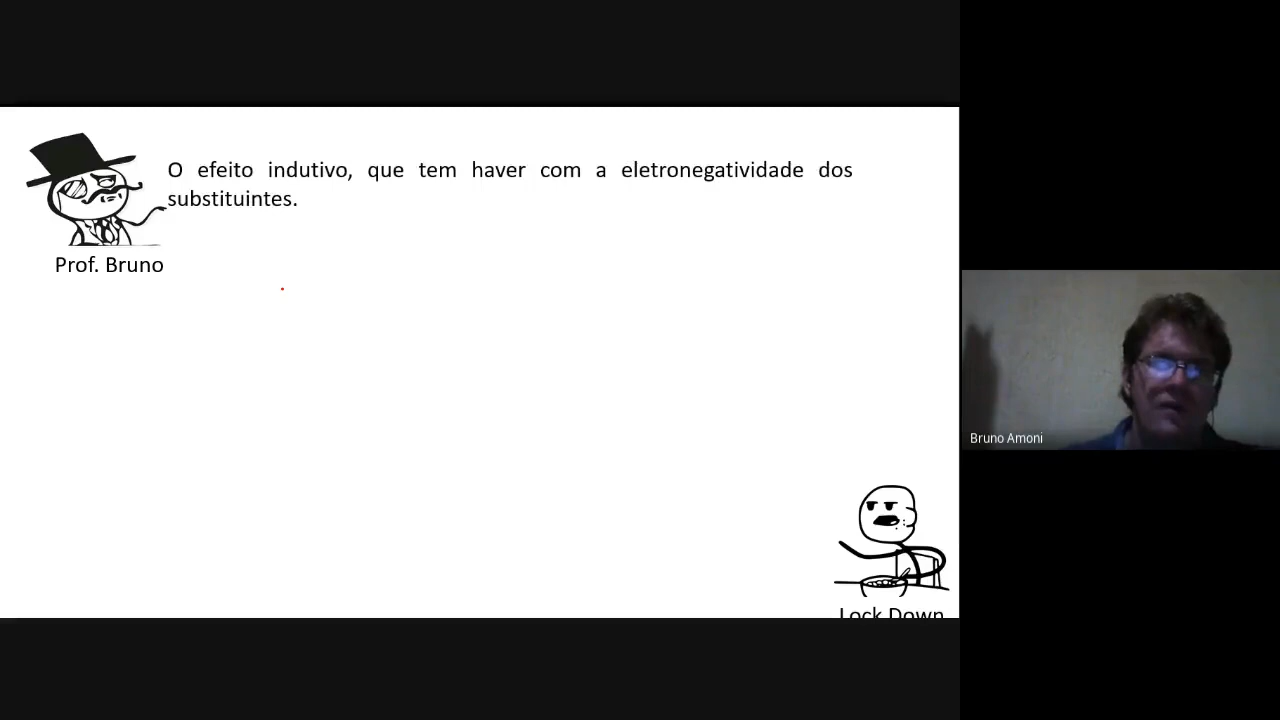 O efeito indutivo, que tem haver com a eletronegatividade dos
substituintes.
Prof. Bruno
Bruno Amoni
Lock Down